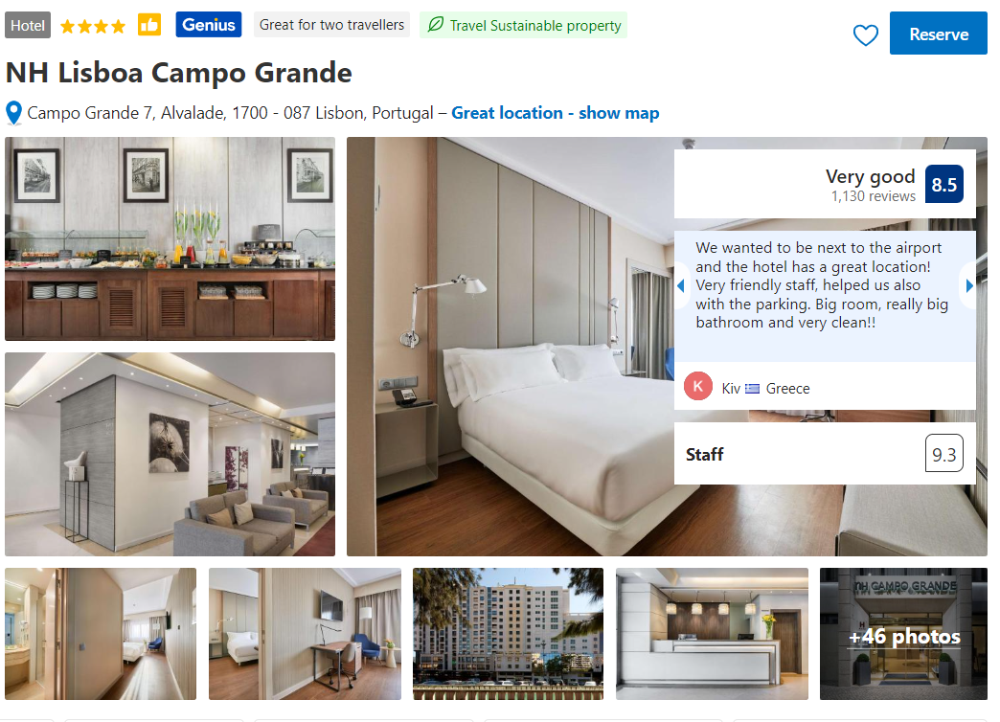 Hotel
Genius
Great for two travellers
Travel Sustainable property
Reserve
NH Lisboa Campo Grande
Campo Grande 7, Alvalade, 1700 - 087 Lisbon, Portugal – Great location - show map
Very good
8.5
1,130 reviews
We wanted to be next to the airport
and the hotel has a great location!
Very friendly staff, helped us also
with the parking. Big room, really big
bathroom and very clean!!
K
Kiv Greece
Staff
9.3
NH CAMPO GRANDE
+46 photos